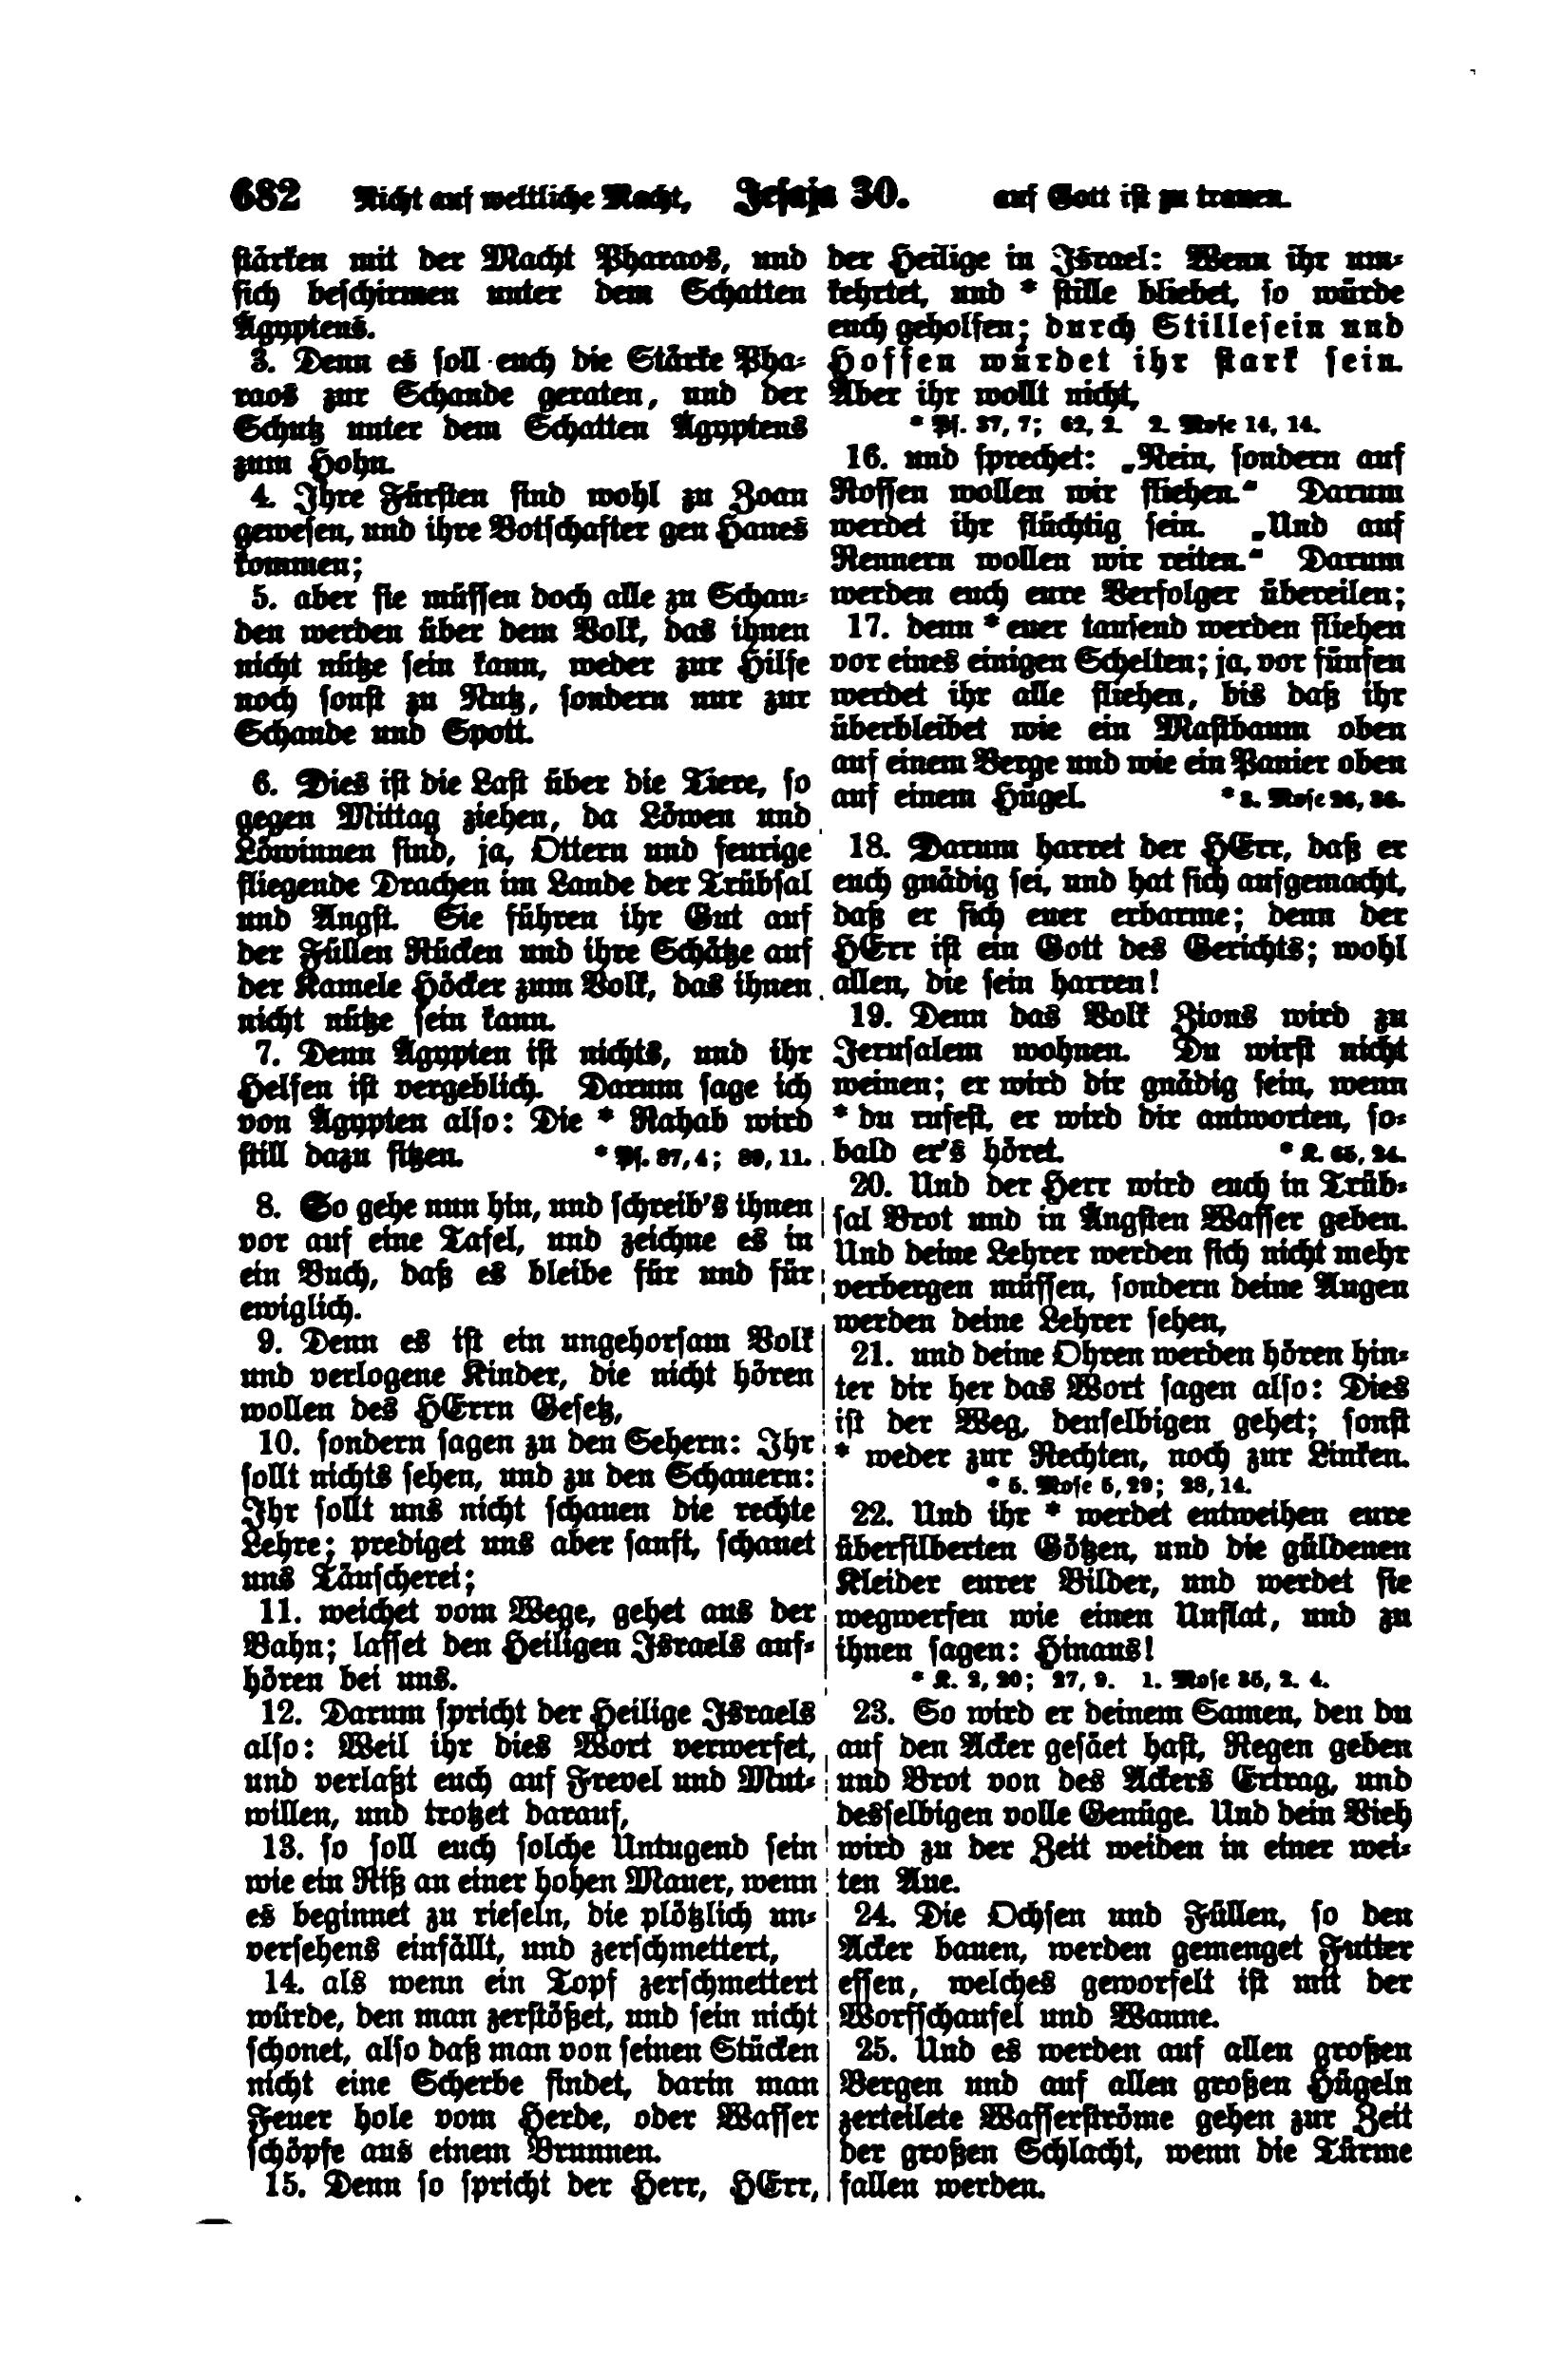 682 Nicht auf weltliche Macht, Jesaja 30. auf Gott ist zu trauen.
stärken mit der Macht Pharaos, und
sich beschirmen unter dem Schatten
Ägyptens.
3. Denn es soll euch die Stärke Pha-
raos zur Schande geraten, und der
Schutz unter dem Schatten Ägyptens
zum Hohn.
4. Ihre Fürsten sind wohl zu Zoan
gewesen, und ihre Botschafter gen Hanes
kommen;
5. aber sie müssen doch alle zu Schan-
den werden über dem Volk, das ihnen
nicht nütze sein kann, weder zur Hilfe
noch sonst zu Nutz, sondern nur zur
Schande und Spott.
6. Dies ist die Last über die Tiere, so
gegen Mittag ziehen, da Löwen und
Löwinnen sind, ja, Ottern und feurige
fliegende Drachen im Lande der Trübsal
und Angst. Sie führen ihr Gut auf
der Füllen Rücken und ihre Schätze auf
der Kamele Höcker zum Volk, das ihnen
nicht nütze sein kann.
7. Denn Ägypten ist nichts, und ihr
Helfen ist vergeblich. Darum sage ich
von Ägypten also: Die * Rahab wird
still dazu sitzen. * Ps. 87, 4; 89, 11.
8. So gehe nun hin, und schreib's ihnen
vor auf eine Tafel, und zeichne es in
ein Buch, daß es bleibe für und für
ewiglich.
9. Denn es ist ein ungehorsam Volk
und verlogene Kinder, die nicht hören
wollen des HErrn Gesetz,
10. sondern sagen zu den Sehern: Ihr
sollt nichts sehen, und zu den Schauern:
Ihr sollt uns nicht schauen die rechte
Lehre; prediget uns aber sanft, schauet
uns Täuscherei;
11. weichet vom Wege, gehet aus der
Bahn; lasset den Heiligen Israels auf-
hören bei uns.
12. Darum spricht der Heilige Israels
also: Weil ihr dies Wort verwerfet,
und verlaßt euch auf Frevel und Mut-
willen, und trotzet darauf,
13. so soll euch solche Untugend sein
wie ein Riß an einer hohen Mauer, wenn
es beginnet zu rieseln, die plötzlich un-
versehens einfällt, und zerschmettert,
14. als wenn ein Topf zerschmettert
würde, den man zerstößet, und sein nicht
schonet, also daß man von seinen Stücken
nicht eine Scherbe findet, darin man
Feuer hole vom Herde, oder Wasser
schöpfe aus einem Brunnen.
15. Denn so spricht der Herr, HErr,
der Heilige in Israel: Wenn ihr um-
kehrtet, und * stille bliebet, so würde
euch geholfen; durch Stillesein und
Hoffen würdet ihr stark sein.
Aber ihr wollt nicht,
* Ps. 37, 7; 62, 2. 2. Mose 14, 14.
16. und sprechet: „Nein, sondern auf
Rossen wollen wir fliehen.“ Darum
werdet ihr flüchtig sein. „Und auf
Rennern wollen wir reiten.“ Darum
werden euch eure Verfolger übereilen;
17. denn * euer tausend werden fliehen
vor eines einigen Schelten; ja, vor fünfen
werdet ihr alle fliehen, bis daß ihr
überbleibet wie ein Mastbaum oben
auf einem Berge und wie ein Panier oben
auf einem Hügel. * 3. Mose 26, 36.
18. Darum harret der HErr, daß er
euch gnädig sei, und hat sich aufgemacht,
daß er sich euer erbarme; denn der
HErr ist ein Gott des Gerichts; wohl
allen, die sein harren!
19. Denn das Volk Zions wird zu
Jerusalem wohnen. Du wirst nicht
weinen; er wird dir gnädig sein, wenn
* du rufest, er wird dir antworten, so-
bald er's höret. * K. 65, 24.
20. Und der Herr wird euch in Trüb-
sal Brot und in Ängsten Wasser geben.
Und deine Lehrer werden sich nicht mehr
verbergen müssen, sondern deine Augen
werden deine Lehrer sehen,
21. und deine Ohren werden hören hin-
ter dir her das Wort sagen also: Dies
ist der Weg, denselbigen gehet; sonst
* weder zur Rechten, noch zur Linken.
* 5. Mose 5, 29; 28, 14.
22. Und ihr * werdet entweihen eure
übersilberten Götzen, und die güldenen
Kleider eurer Bilder, und werdet sie
wegwerfen wie einen Unflat, und zu
ihnen sagen: Hinaus!
* K. 2, 20; 27, 9. 1. Mose 35, 2. 4.
23. So wird er deinem Samen, den du
auf den Acker gesäet hast, Regen geben
und Brot von des Ackers Ertrag, und
desselbigen volle Genüge. Und dein Vieh
wird zu der Zeit weiden in einer wei-
ten Aue.
24. Die Ochsen und Füllen, so den
Acker bauen, werden gemenget Futter
essen, welches geworfelt ist mit der
Worfschaufel und Wanne.
25. Und es werden auf allen großen
Bergen und auf allen großen Hügeln
zerteilete Wasserströme gehen zur Zeit
der großen Schlacht, wenn die Türme
fallen werden.